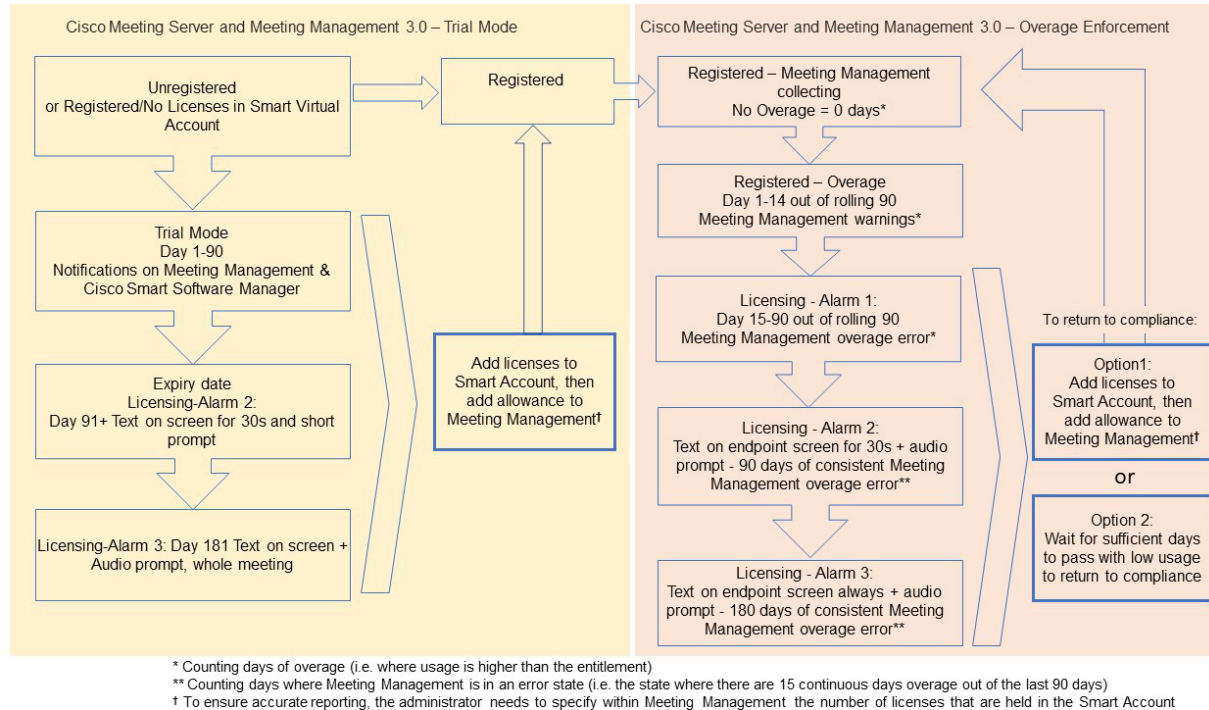 Cisco Meeting Server and Meeting Management 3.0 – Trial Mode
Unregistered
or Registered/No Licenses in Smart Virtual
Account
Registered
Trial Mode
Day 1-90
Notifications on Meeting Management &
Cisco Smart Software Manager
Expiry date
Licensing-Alarm 2:
Day 91+ Text on screen for 30s and short
prompt
Licensing-Alarm 3: Day 181 Text on screen +
Audio prompt, whole meeting
Add licenses to
Smart Account, then
add allowance to
Meeting Management†
Cisco Meeting Server and Meeting Management 3.0 – Overage Enforcement
Registered – Meeting Management
collecting
No Overage = 0 days*
Registered – Overage
Day 1-14 out of rolling 90
Meeting Management warnings*
Licensing - Alarm 1:
Day 15-90 out of rolling 90
Meeting Management overage error*
Licensing - Alarm 2:
Text on endpoint screen for 30s + audio
prompt - 90 days of consistent Meeting
Management overage error**
Licensing - Alarm 3:
Text on endpoint screen always + audio
prompt - 180 days of consistent Meeting
Management overage error**
To return to compliance:
Option1:
Add licenses to
Smart Account, then
add allowance to
Meeting Management†
or
Option 2:
Wait for sufficient days
to pass with low usage
to return to compliance
* Counting days of overage (i.e. where usage is higher than the entitlement)
** Counting days where Meeting Management is in an error state (i.e. the state where there are 15 continuous days overage out of the last 90 days)
† To ensure accurate reporting, the administrator needs to specify within Meeting Management the number of licenses that are held in the Smart Account